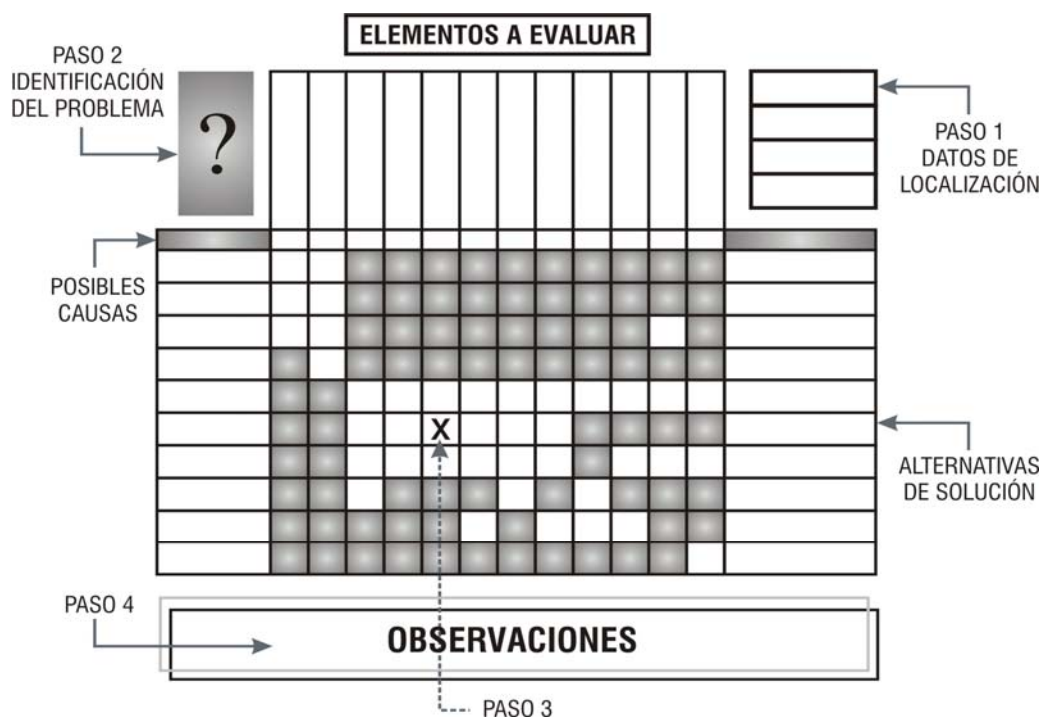 ELEMENTOS A EVALUAR
PASO 2
IDENTIFICACIÓN
DEL PROBLEMA
?
PASO 1
DATOS DE
LOCALIZACIÓN
POSIBLES
CAUSAS
X
ALTERNATIVAS
DE SOLUCIÓN
PASO 4
OBSERVACIONES
PASO 3